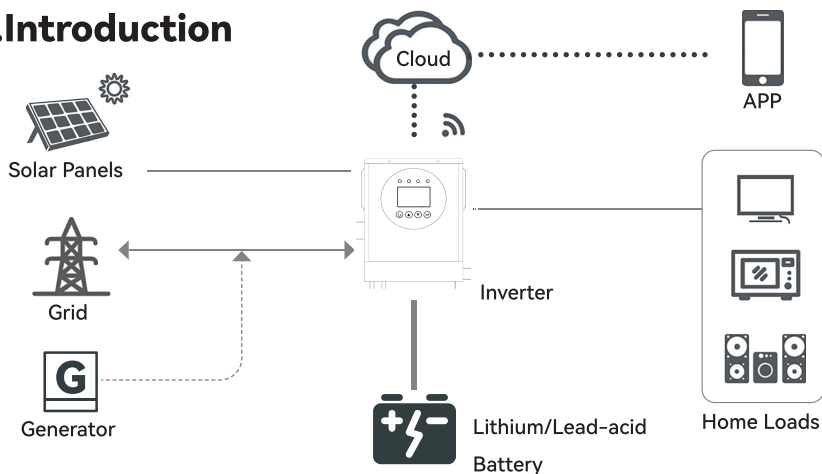 .Introduction
Cloud
APP
Solar Panels
Inverter
Grid
G
Generator
Home Loads
Lithium/Lead-acid
Battery